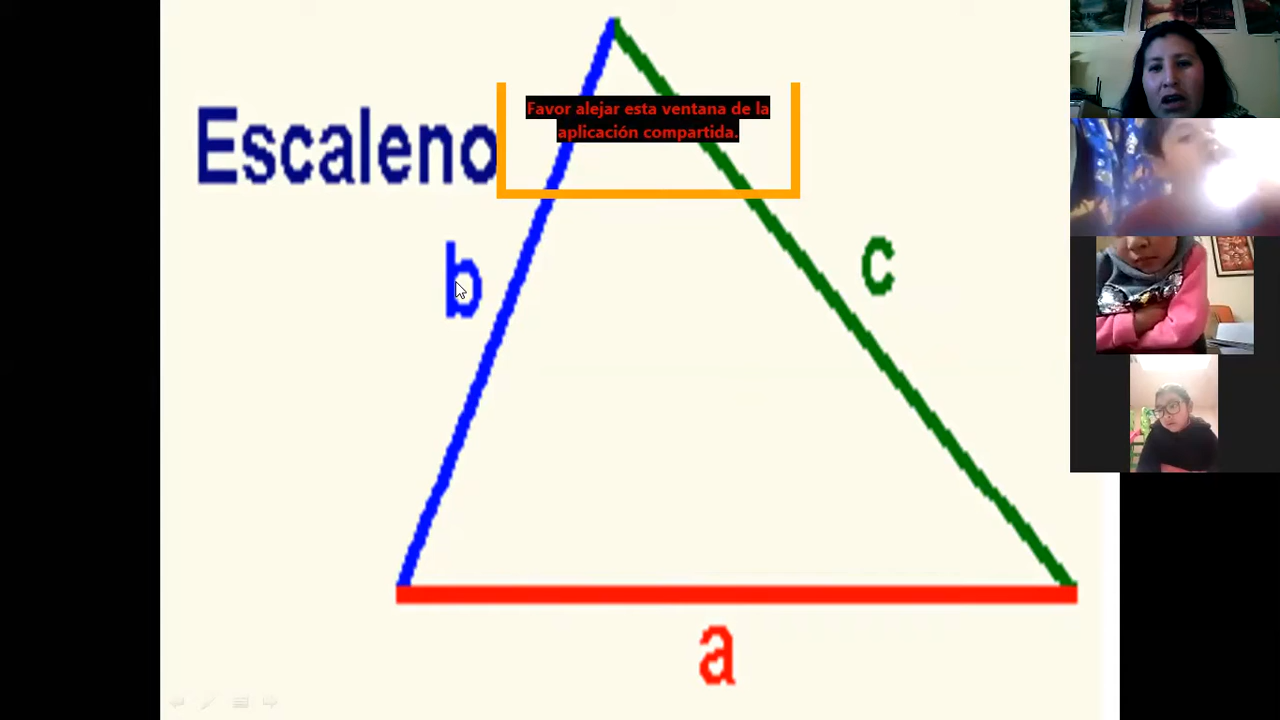 Favor alejar esta ventana de la
aplicación compartida.
Escaleno
b
c
a